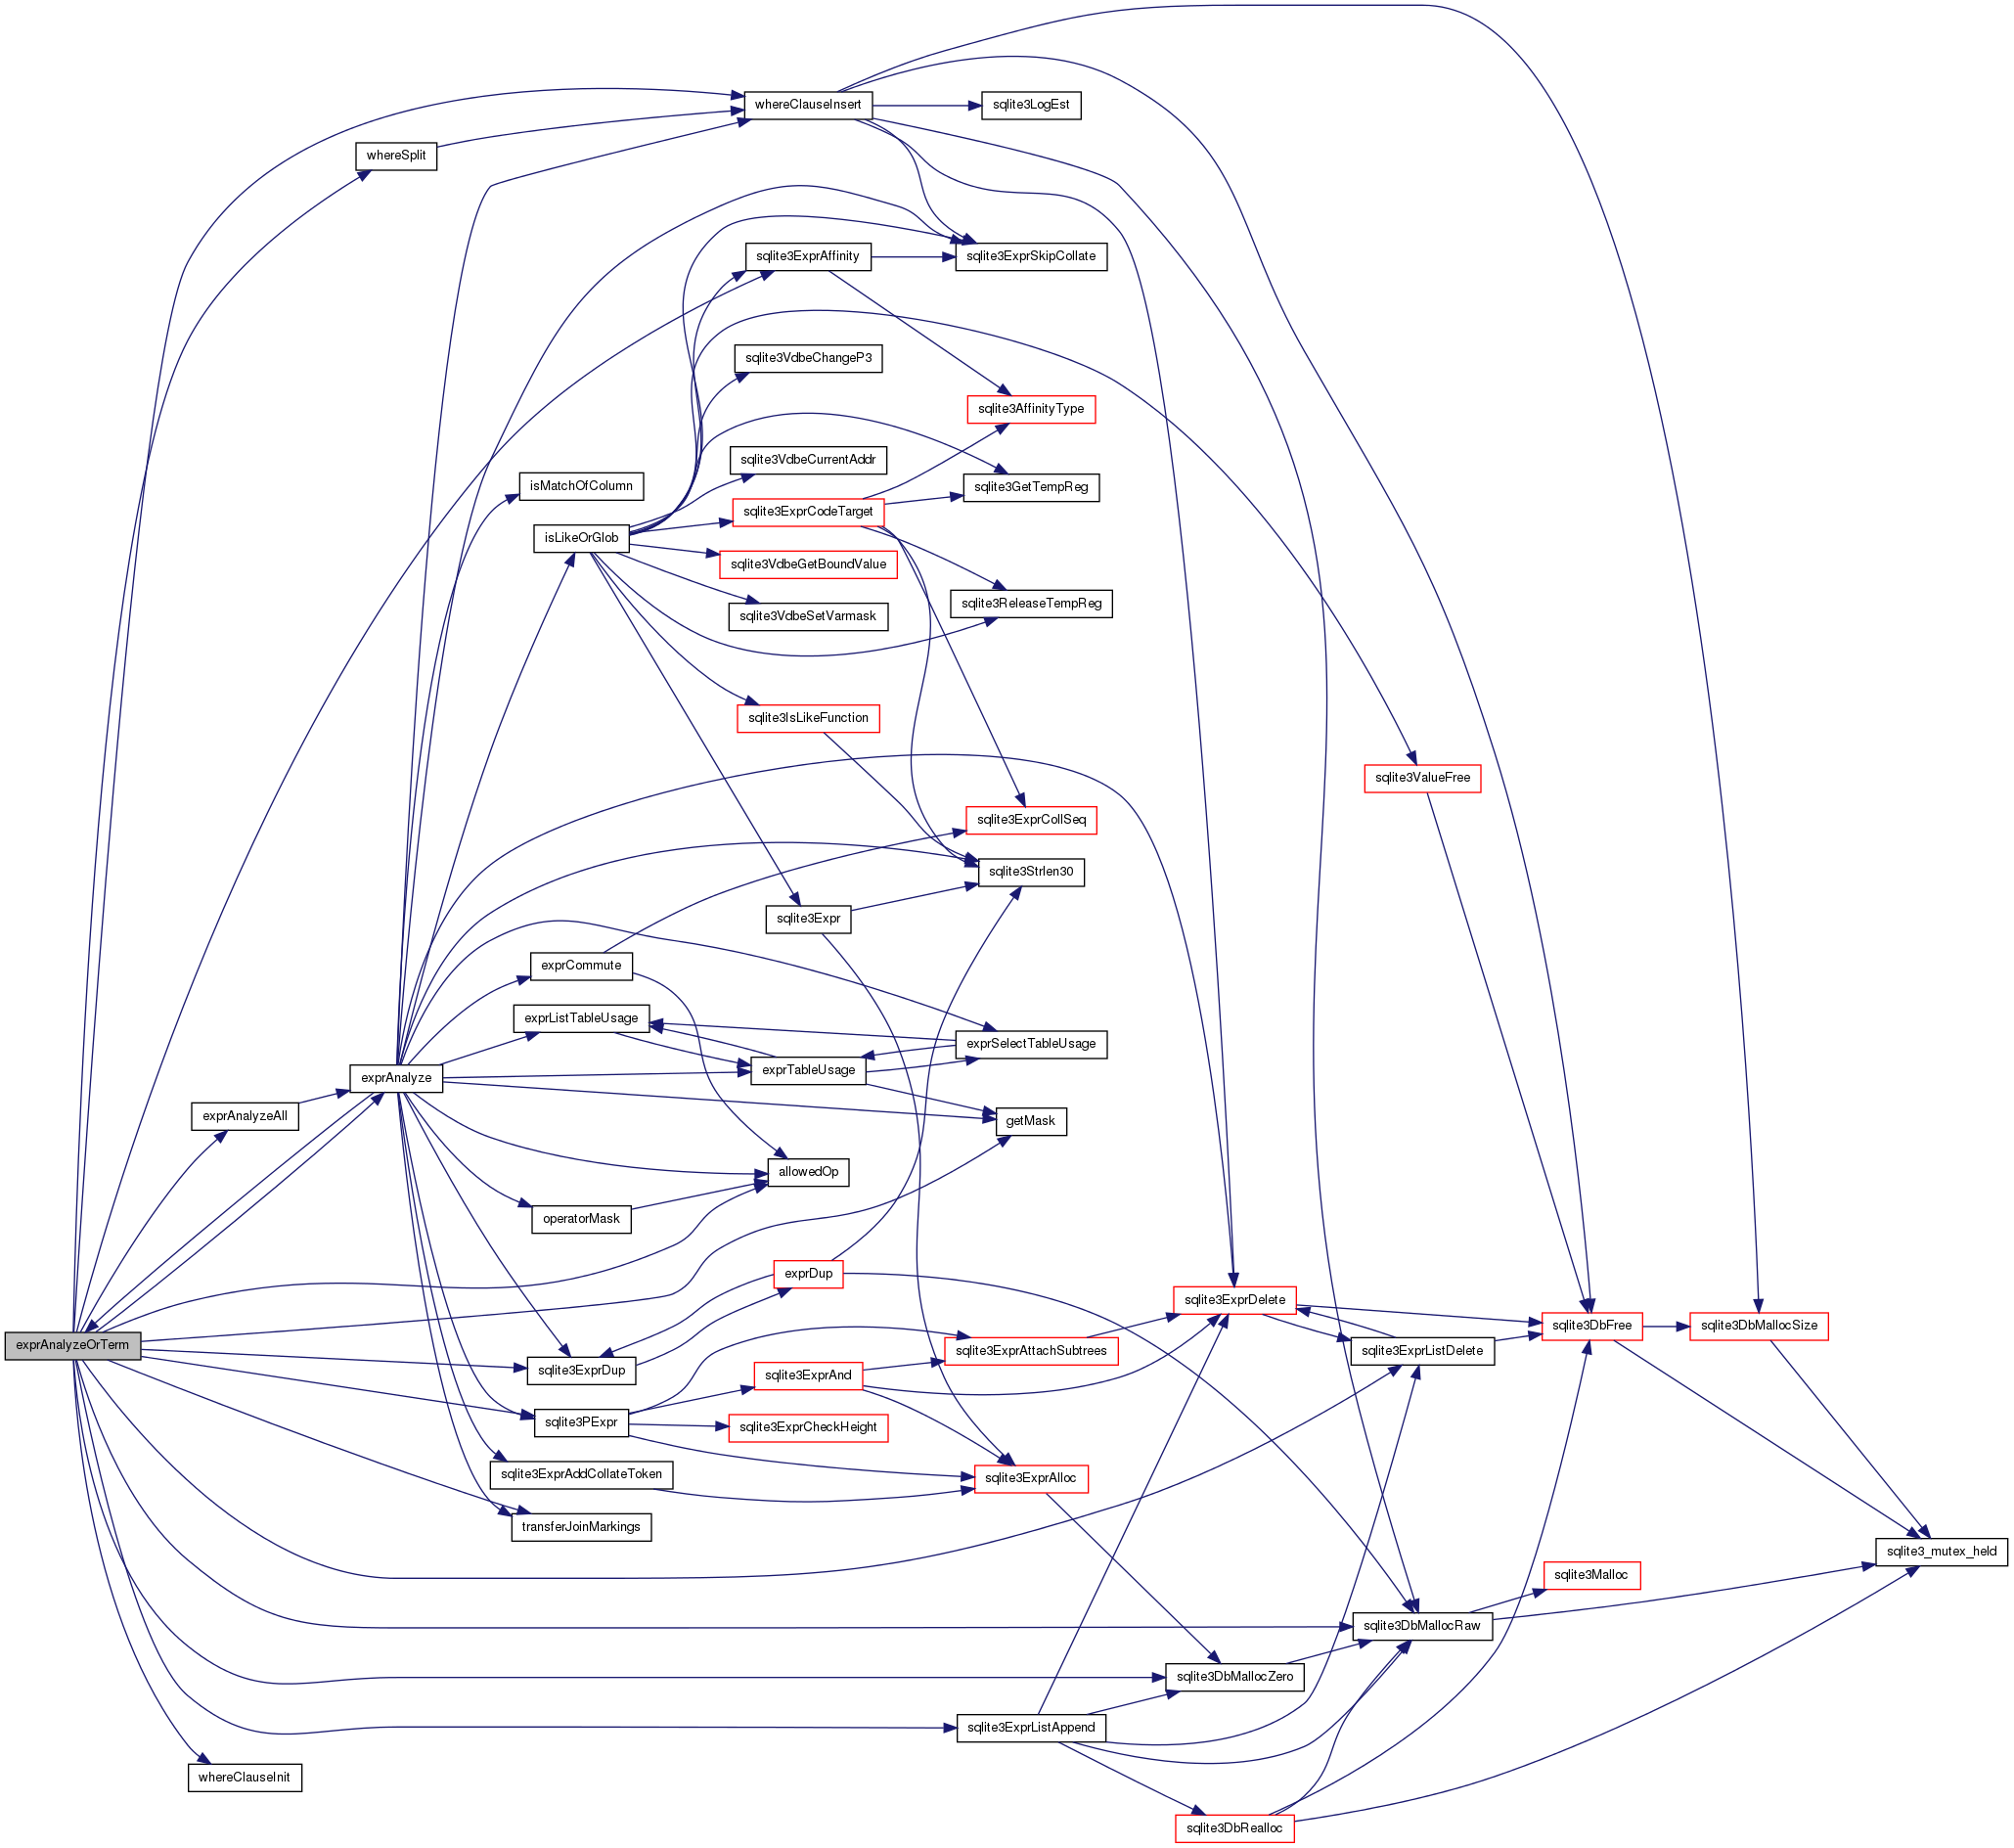 whereClauseInsert
sqlite3LogEst
whereSplit
sqlite3ExprAffinity
sqlite3ExprSkipCollate
sqlite3VdbeChangeP3
sqlite3AffinityType
sqlite3VdbeCurrentAddr
isMatchOfColumn
sqlite3GetTempReg
sqlite3ExprCodeTarget
isLikeOrGlob
sqlite3VdbeGetBoundValue
sqlite3ReleaseTempReg
sqlite3VdbeSetVarmask
sqlite3IsLikeFunction
sqlite3ValueFree
sqlite3ExprCollSeq
sqlite3Strlen30
sqlite3Expr
exprCommute
exprListTableUsage
exprSelectTableUsage
exprTableUsage
exprAnalyze
exprAnalyzeAll
getMask
allowedOp
operatorMask
exprDup
sqlite3ExprDelete
sqlite3DbFree
sqlite3DbMallocSize
exprAnalyzeOrTerm
sqlite3ExprAttachSubtrees
sqlite3ExprListDelete
sqlite3ExprDup
sqlite3ExprAnd
sqlite3PExpr
sqlite3ExprCheckHeight
sqlite3ExprAddCollateToken
sqlite3ExprAlloc
transferJoinMarkings
sqlite3_mutex_held
sqlite3Malloc
sqlite3DbMallocRaw
sqlite3DbMallocZero
sqlite3ExprListAppend
whereClauseInit
sqlite3DbRealloc